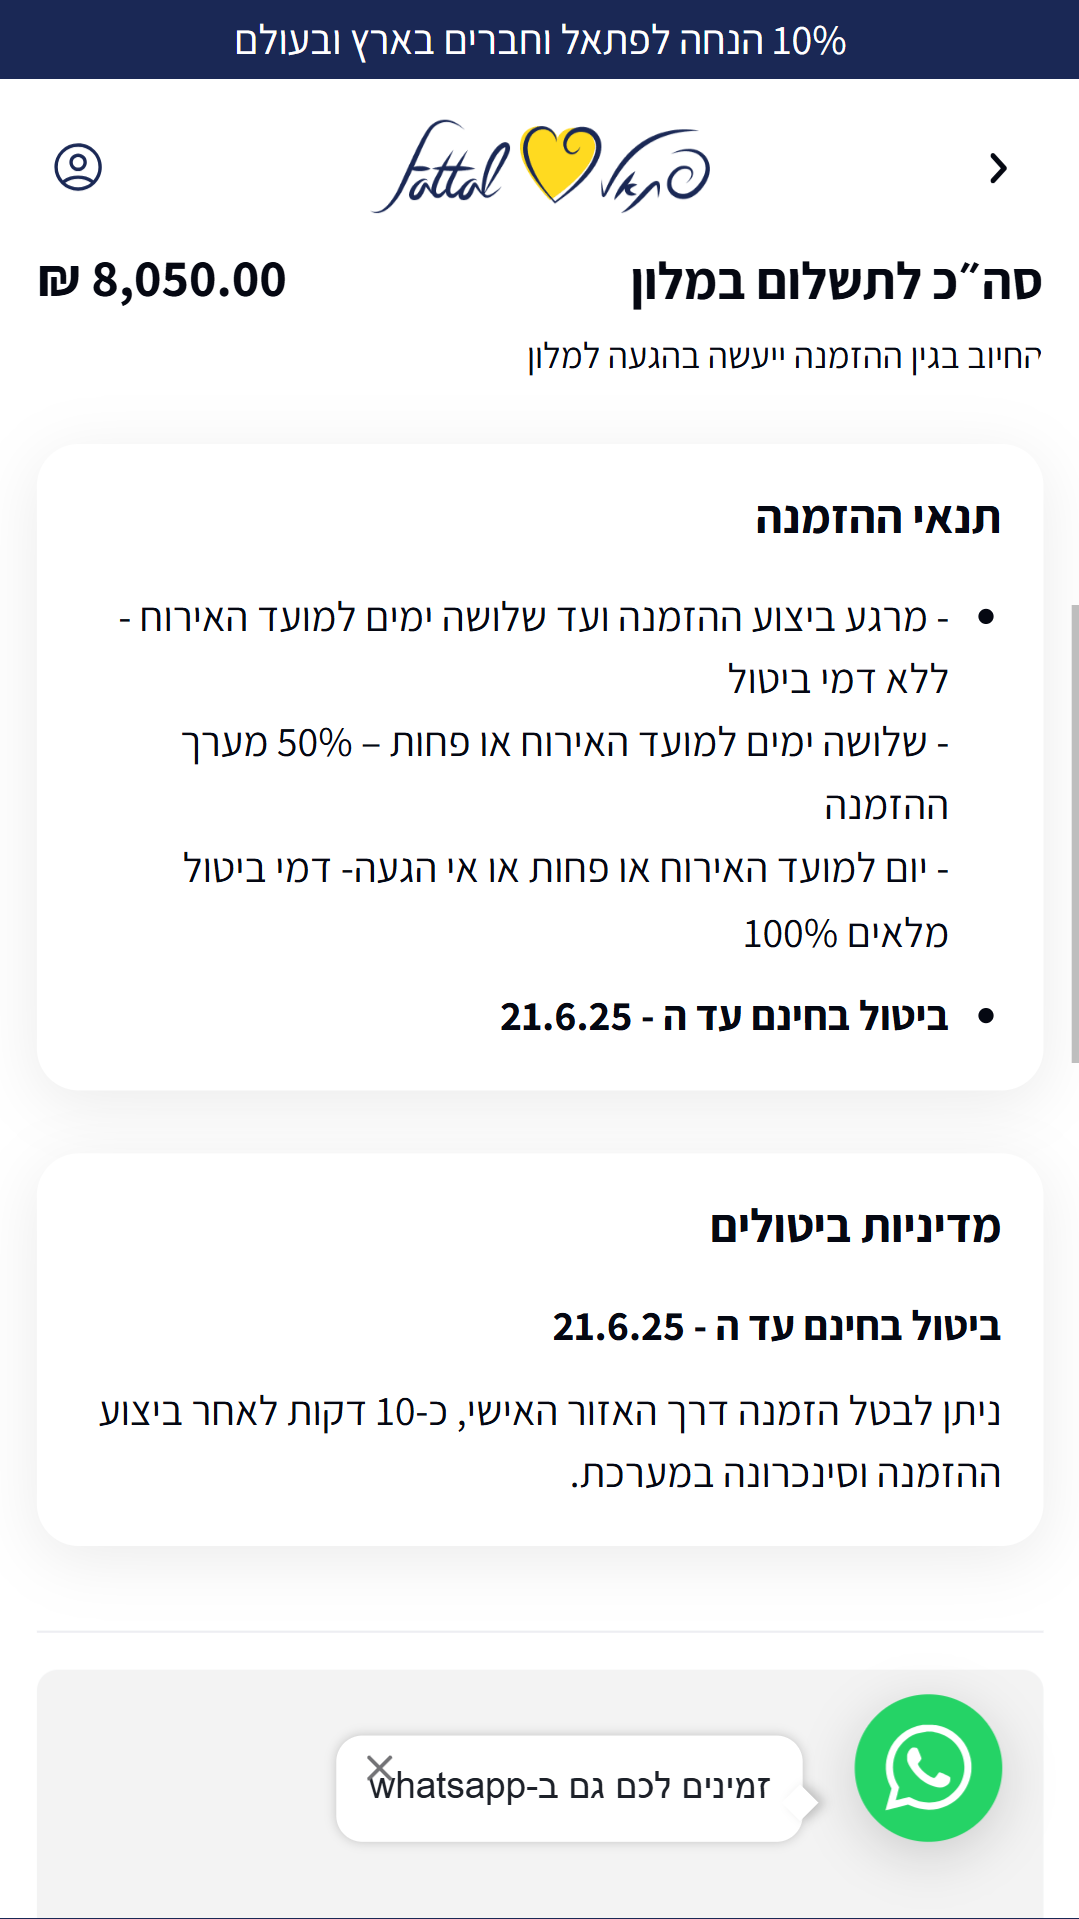 10% הנחה לפתאל וחברים בארץ ובעולם
פתאל fattal
סה״כ לתשלום במלון
8,050.00 ₪
החיוב בגין ההזמנה ייעשה בהגעה למלון
תנאי ההזמנה
- מרגע ביצוע ההזמנה ועד שלושה ימים למועד האירוח -
ללא דמי ביטול
- שלושה ימים למועד האירוח או פחות – 50% מערך
ההזמנה
- יום למועד האירוח או פחות או אי הגעה- דמי ביטול
מלאים 100%
ביטול בחינם עד ה - 21.6.25
מדיניות ביטולים
ביטול בחינם עד ה - 21.6.25
ניתן לבטל הזמנה דרך האזור האישי, כ-10 דקות לאחר ביצוע
ההזמנה וסינכרונה במערכת.
זמינים לכם גם ב-whatsapp